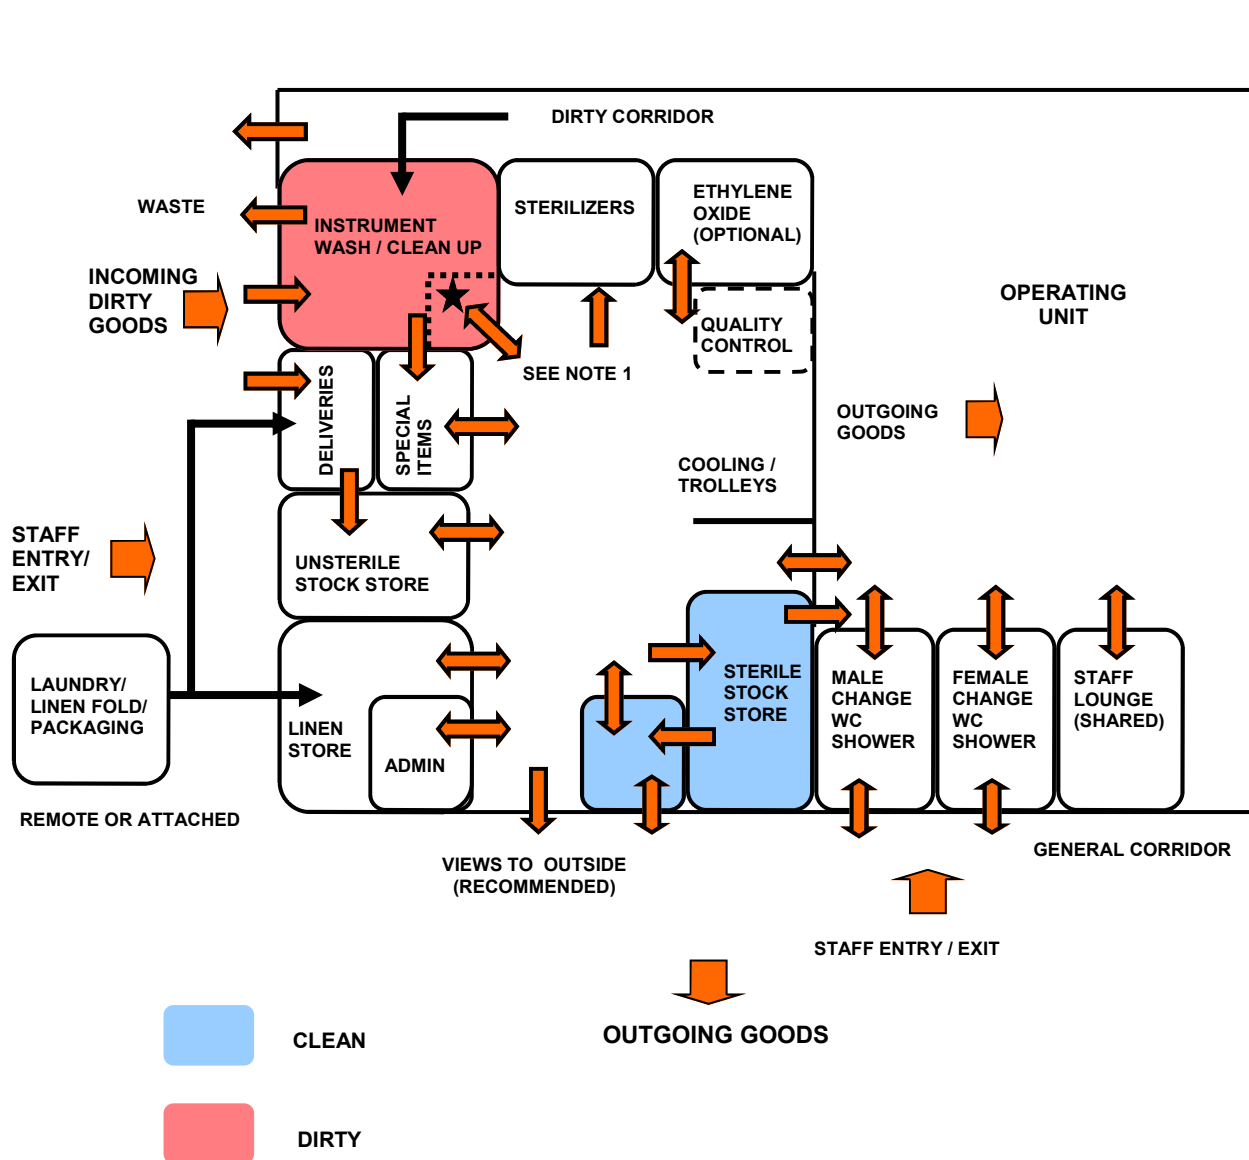 DIRTY CORRIDOR
WASTE
INSTRUMENT
WASH / CLEAN UP
STERILIZERS
ETHYLENE
OXIDE
(OPTIONAL)
INCOMING
DIRTY
GOODS
QUALITY
CONTROL
OPERATING
UNIT
SEE NOTE 1
DELIVERIES
SPECIAL
ITEMS
OUTGOING
GOODS
COOLING /
TROLLEYS
STAFF
ENTRY/
EXIT
UNSTERILE
STOCK STORE
LAUNDRY/
LINEN FOLD/
PACKAGING
LINEN
STORE
ADMIN
STERILE
STOCK
STORE
MALE
CHANGE
WC
SHOWER
FEMALE
CHANGE
WC
SHOWER
STAFF
LOUNGE
(SHARED)
REMOTE OR ATTACHED
VIEWS TO  OUTSIDE
(RECOMMENDED)
GENERAL CORRIDOR
STAFF ENTRY / EXIT
OUTGOING GOODS
CLEAN
DIRTY